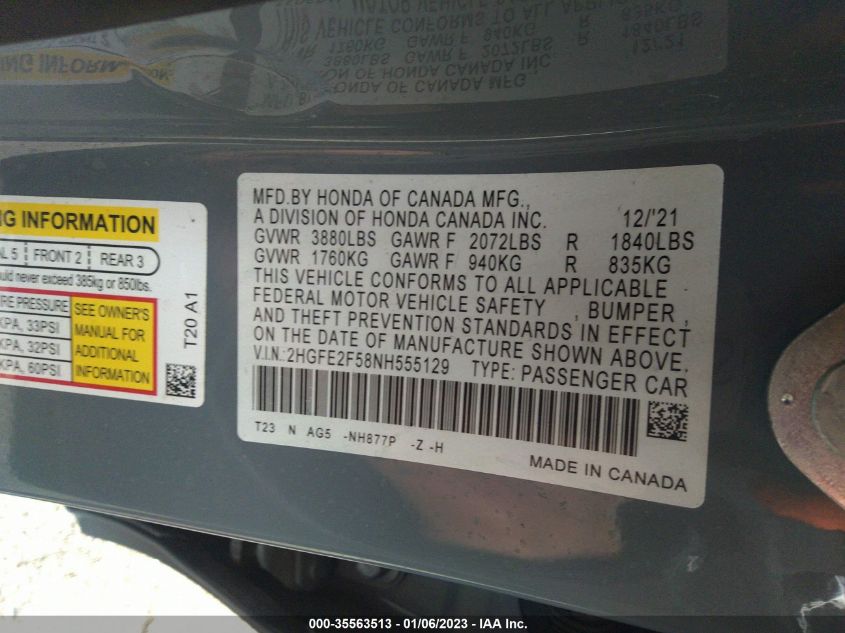 MFD.BY HONDA OF CANADA MFG.,
A DIVISION OF HONDA CANADA INC. 12/'21
GVWR 3880LBS GAWR F 2072LBS R 1840LBS
GVWR 1760KG GAWR F 940KG R 835KG
THIS VEHICLE CONFORMS TO ALL APPLICABLE
FEDERAL MOTOR VEHICLE SAFETY , BUMPER ,
AND THEFT PREVENTION STANDARDS IN EFFECT
ON THE DATE OF MANUFACTURE SHOWN ABOVE.
V.I.N.:2HGFE2F58NH555129 TYPE: PASSENGER CAR
T23 N AG5 -NH877P -Z -H
MADE IN CANADA
INFORMATION
5 FRONT 2 REAR 3
never exceed 385kg or 850lbs.
PRESSURE
KPA, 33PSI
KPA, 32PSI
KPA, 60PSI
SEE OWNER'S
MANUAL FOR
ADDITIONAL
INFORMATION
T20 A1
000-35563513 - 01/06/2023 - IAA Inc.